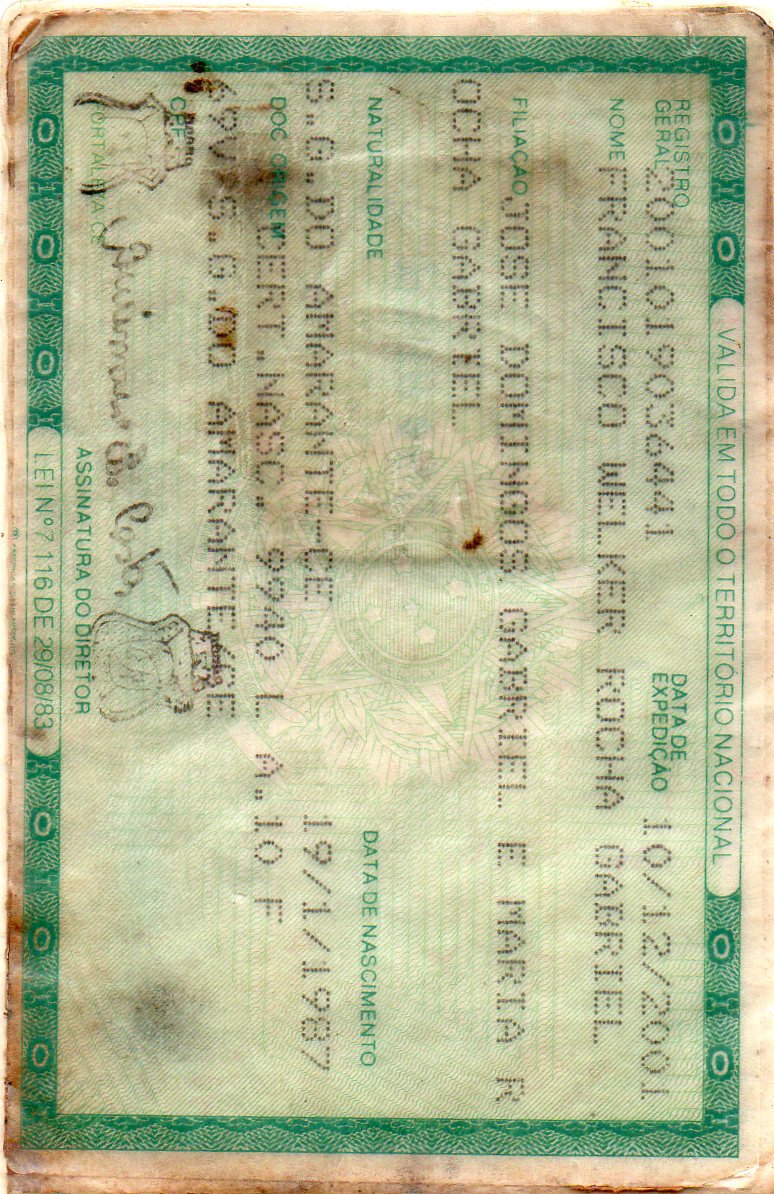 VÁLIDA EM TODO O TERRITÓRIO NACIONAL
REGISTRO GERAL 2001019036441 DATA DE EXPEDIÇÃO 10/12/2001
NOME FRANCISCO WELKER ROCHA GABRIEL
FILIAÇÃO JOSE DOMINGOS GABRIEL E MARIA R
OCHA GABRIEL
NATURALIDADE DATA DE NASCIMENTO
S.G.DO AMARANTE-CE 19/1/1987
DOC ORIGEM CERT.NASC. 9940 L A.10 F
69V S.G.DO AMARANTE CE
CPF
FORTALEZA CE
ASSINATURA DO DIRETOR
LEI Nº 7.116 DE 29/08/83